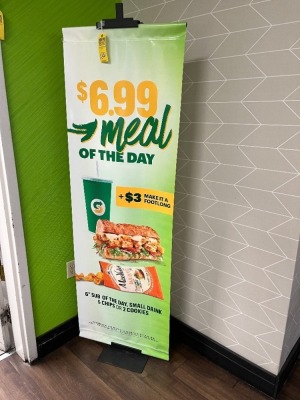 $6.99
meal
OF THE DAY
+$3 MAKE IT A
FOOTLONG
6" SUB OF THE DAY, SMALL DRINK
& CHIPS OR 2 COOKIES